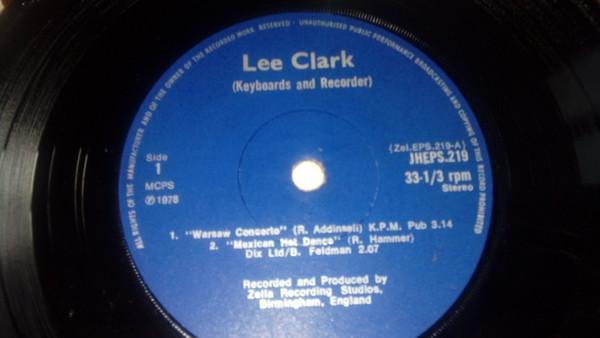 ALL RIGHTS OF THE MANUFACTURER AND OF THE OWNER OF THE RECORDED WORK RESERVED - UNAUTHORISED PUBLIC PERFORMANCE BROADCASTING AND COPYING OF THIS RECORD PROHIBITED
Lee Clark
(Keyboards and Recorder)
Side
1
MCPS
℗ 1978
(Zel.EPS.219-A)
JHEPS.219
33-1/3 rpm
Stereo
1. "Warsaw Concerto" (R. Addinsell) K.P.M. Pub 3.14
2. "Mexican Hat Dance" (R. Hammer)
Dix Ltd/B. Feldman 2.07
Recorded and Produced by
Zella Recording Studios,
Birmingham, England